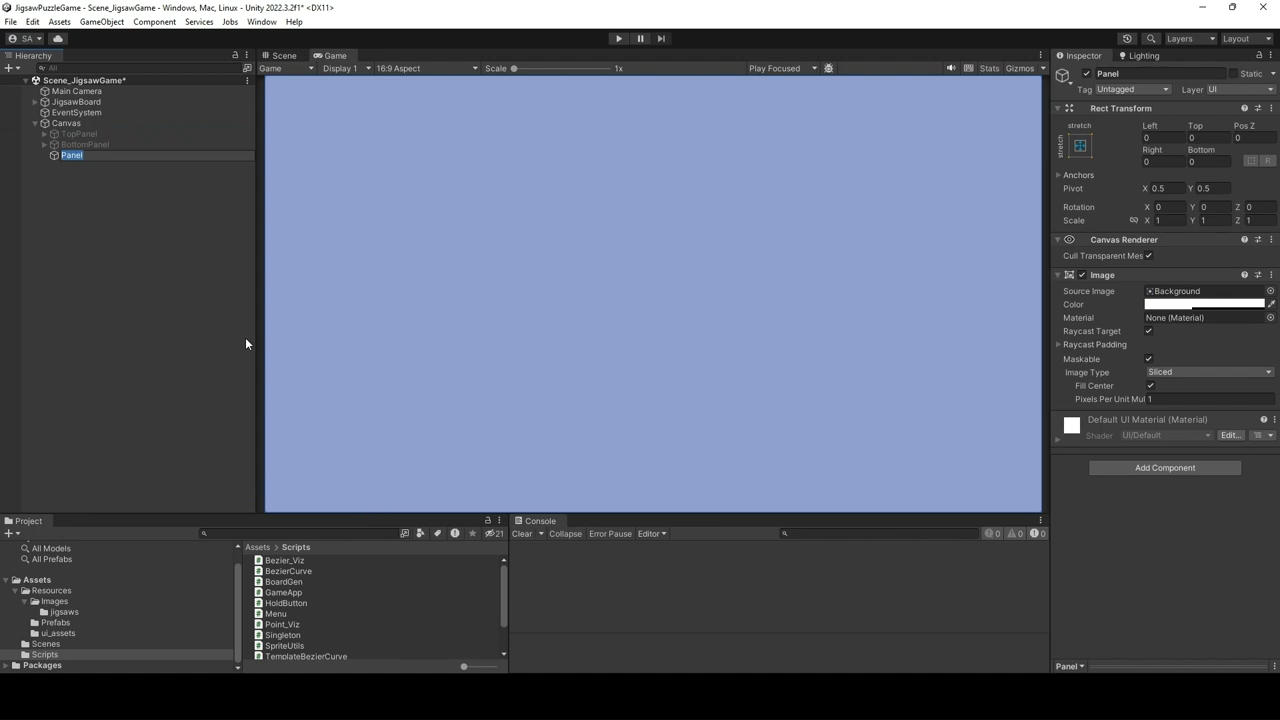 JigsawPuzzleGame - Scene_JigsawGame - Windows, Mac, Linux - Unity 2022.3.2f1* <DX11>
File Edit Assets GameObject Component Services Jobs Window Help
SA Layers Layout
Hierarchy Scene Game Inspector Lighting
All Game Display 1 16:9 Aspect Scale 1x Play Focused Stats Gizmos
Panel Static
Scene_JigsawGame*
Tag Untagged Layer UI
Main Camera
JigsawBoard
Rect Transform
EventSystem
Canvas
stretch Left Top Pos Z
TopPanel
stretch 0 0 0
BottomPanel
Right Bottom
Panel
0 0 R
Anchors
Pivot X 0.5 Y 0.5
Rotation X 0 Y 0 Z 0
Scale X 1 Y 1 Z 1
Canvas Renderer
Cull Transparent Mes
Image
Source Image Background
Color
Material None (Material)
Raycast Target
Raycast Padding
Maskable
Image Type Sliced
Fill Center
Pixels Per Unit Mul 1
Default UI Material (Material)
Shader UI/Default Edit...
Add Component
Project Console
21 Clear Collapse Error Pause Editor 0 0 0
All Models
All Prefabs
Assets
Resources
Images
jigsaws
Prefabs
ui_assets
Scenes
Scripts
Packages
Assets > Scripts
Bezier_Viz
BezierCurve
BoardGen
GameApp
HoldButton
Menu
Point_Viz
Singleton
SpriteUtils
TemplateBezierCurve
Panel